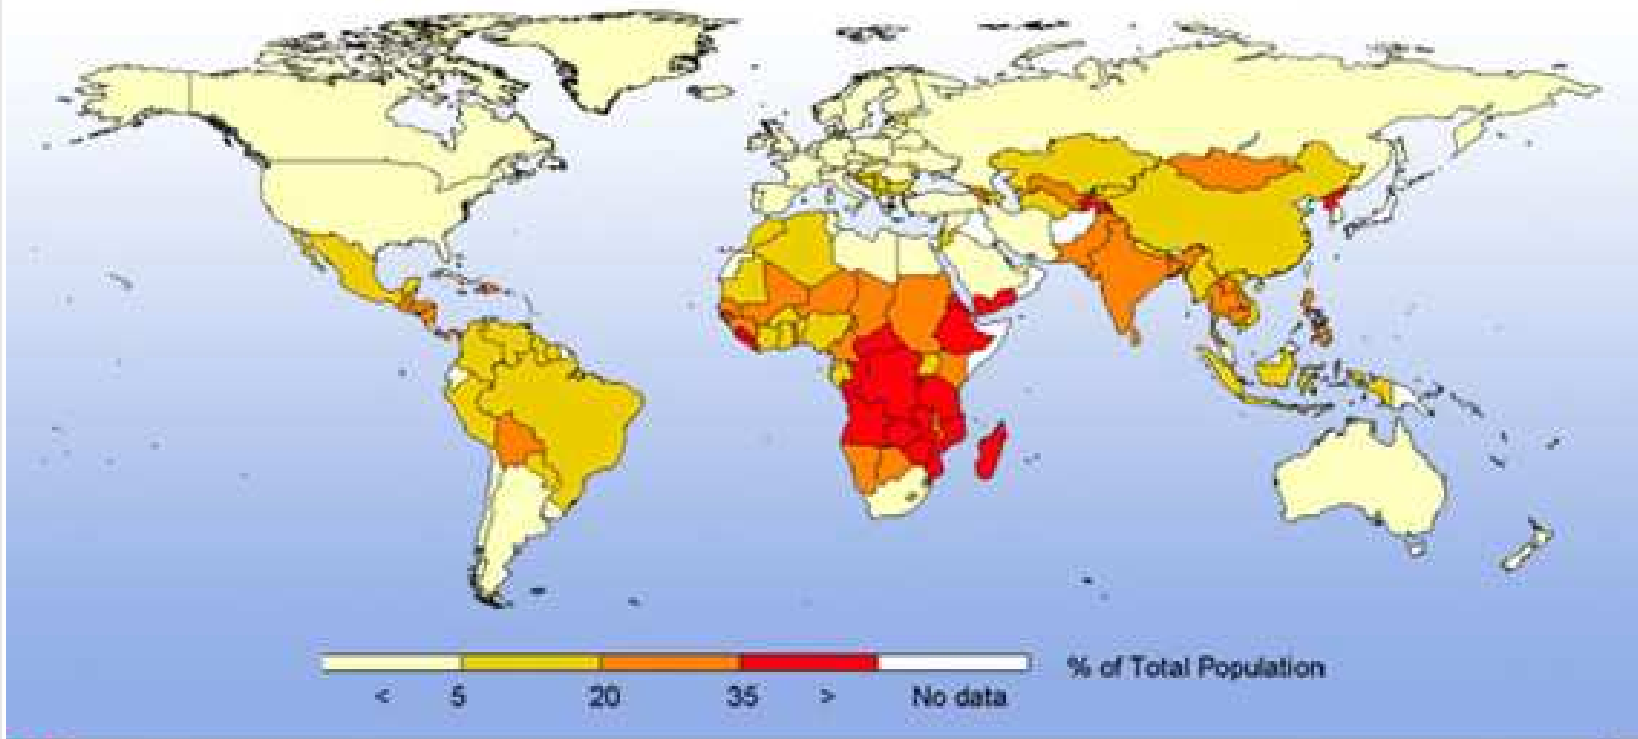 % of Total Population
< 5 20 35 > No data